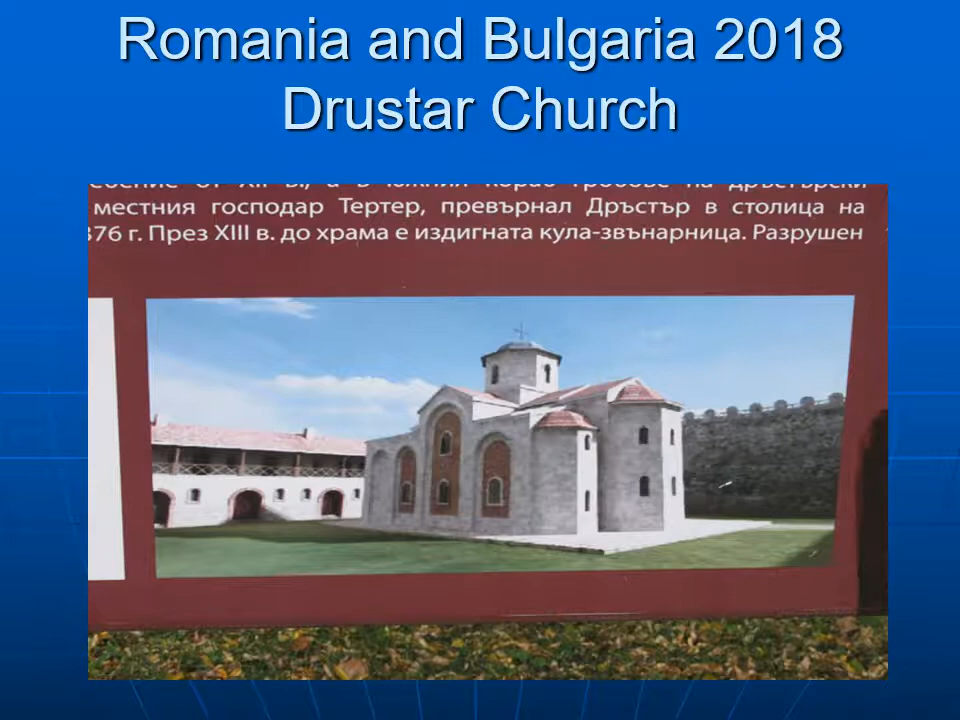 Romania and Bulgaria 2018
Drustar Church
местния господар Тертер, превърнал Дръстър в столица на
376 г. През XIII в. до храма е издигната кула-звънарница. Разрушен